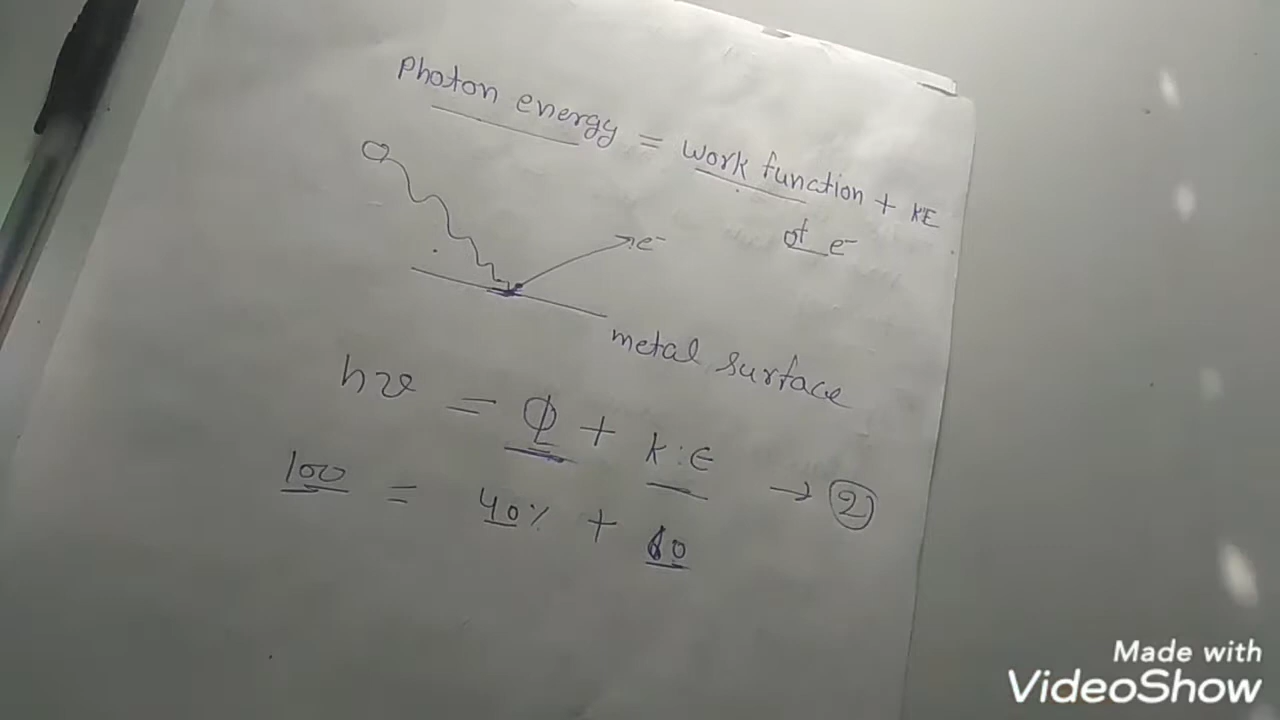 Photon energy = work function + KE
of e-
e-
metal surface
hν = Φ + k.E → 2
100 = 40% + 60
Made with
VideoShow